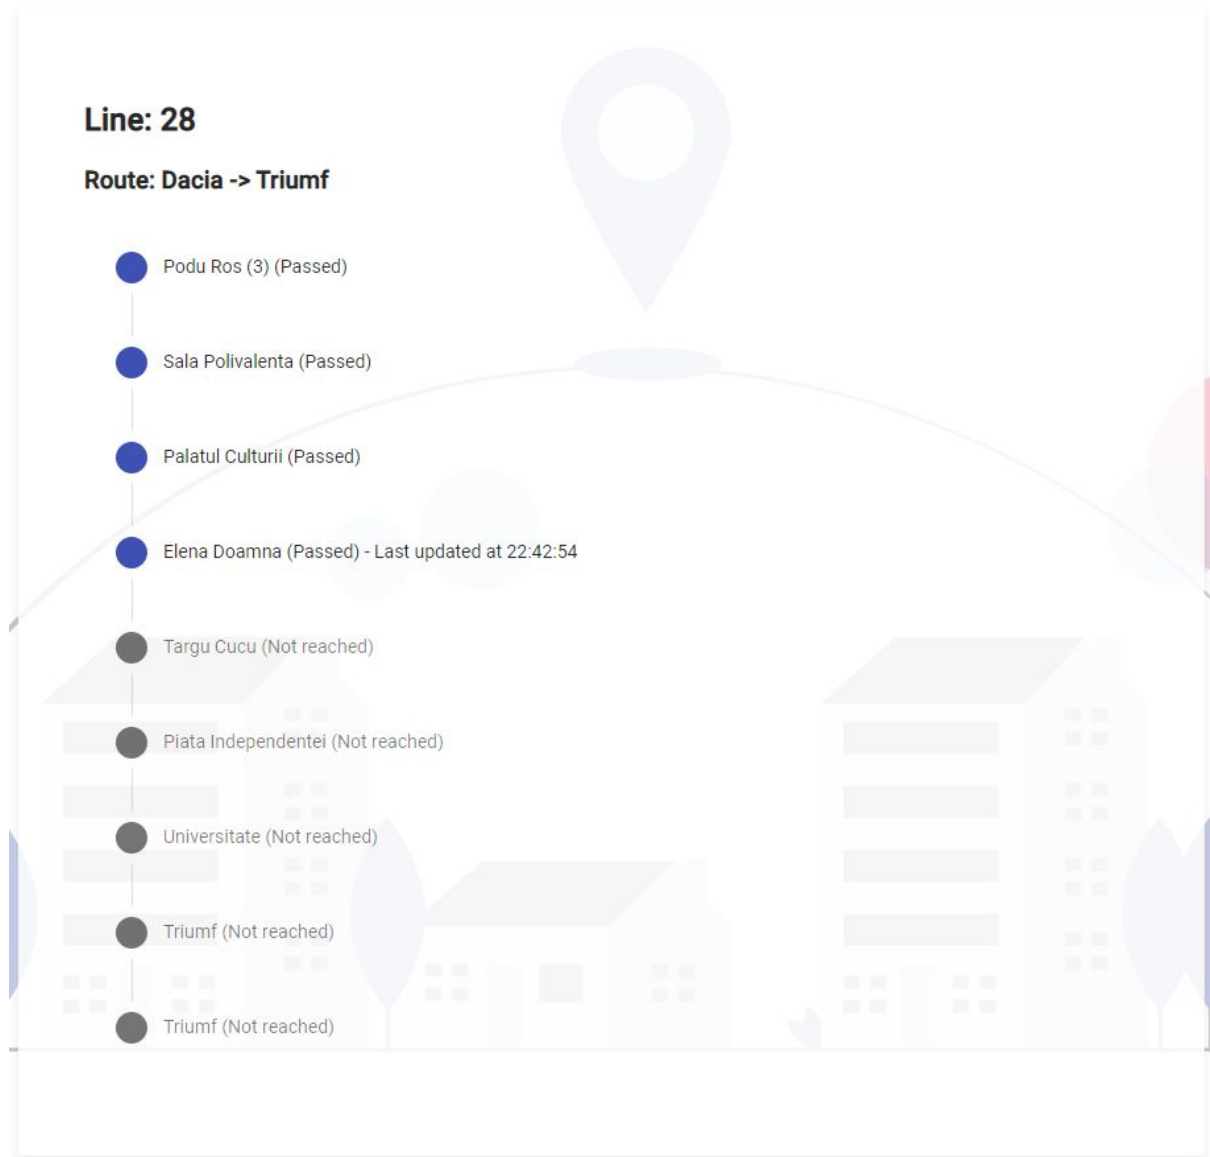 Line: 28
Route: Dacia -> Triumf
Podu Ros (3) (Passed)
Sala Polivalenta (Passed)
Palatul Culturii (Passed)
Elena Doamna (Passed) - Last updated at 22:42:54
Targu Cucu (Not reached)
Piata Independentei (Not reached)
Universitate (Not reached)
Triumf (Not reached)
Triumf (Not reached)